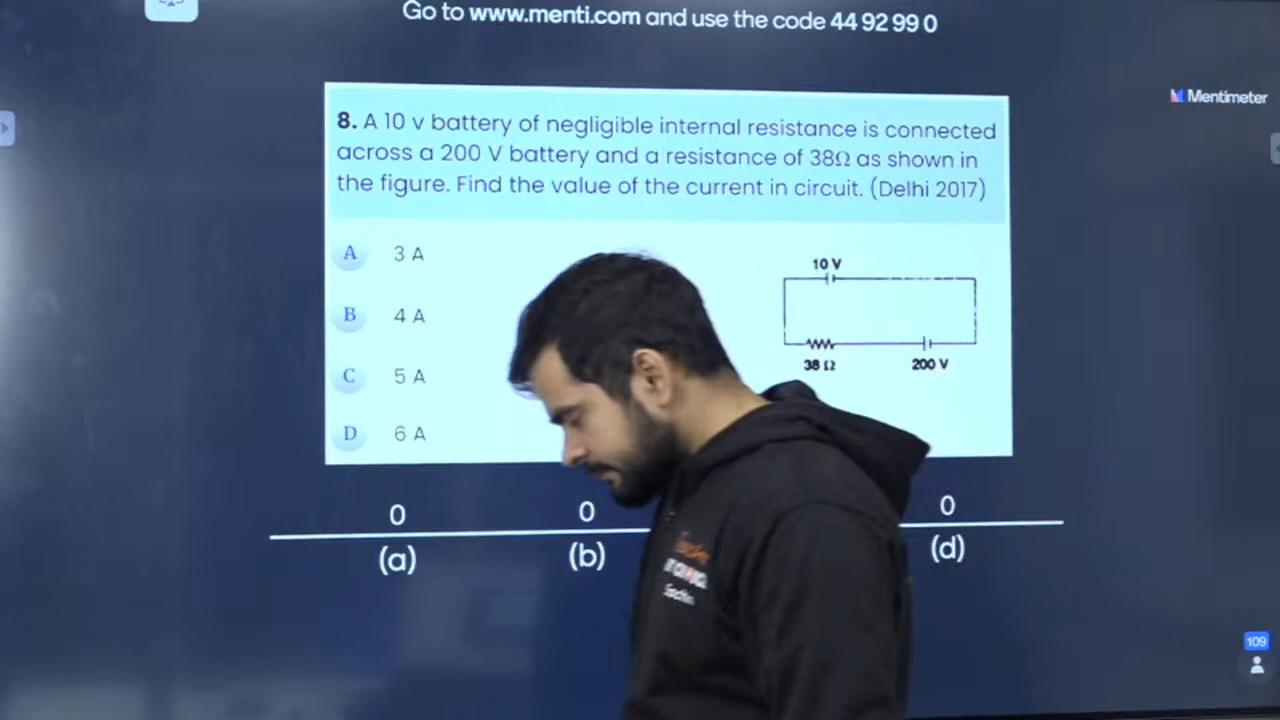 Go to www.menti.com and use the code 44 92 99 0
Mentimeter
8. A 10 v battery of negligible internal resistance is connected
across a 200 V battery and a resistance of 38Ω as shown in
the figure. Find the value of the current in circuit. (Delhi 2017)
A 3 A
B 4 A
C 5 A
D 6 A
10 V
38 Ω
200 V
0 0 0
(a) (b) (d)
109